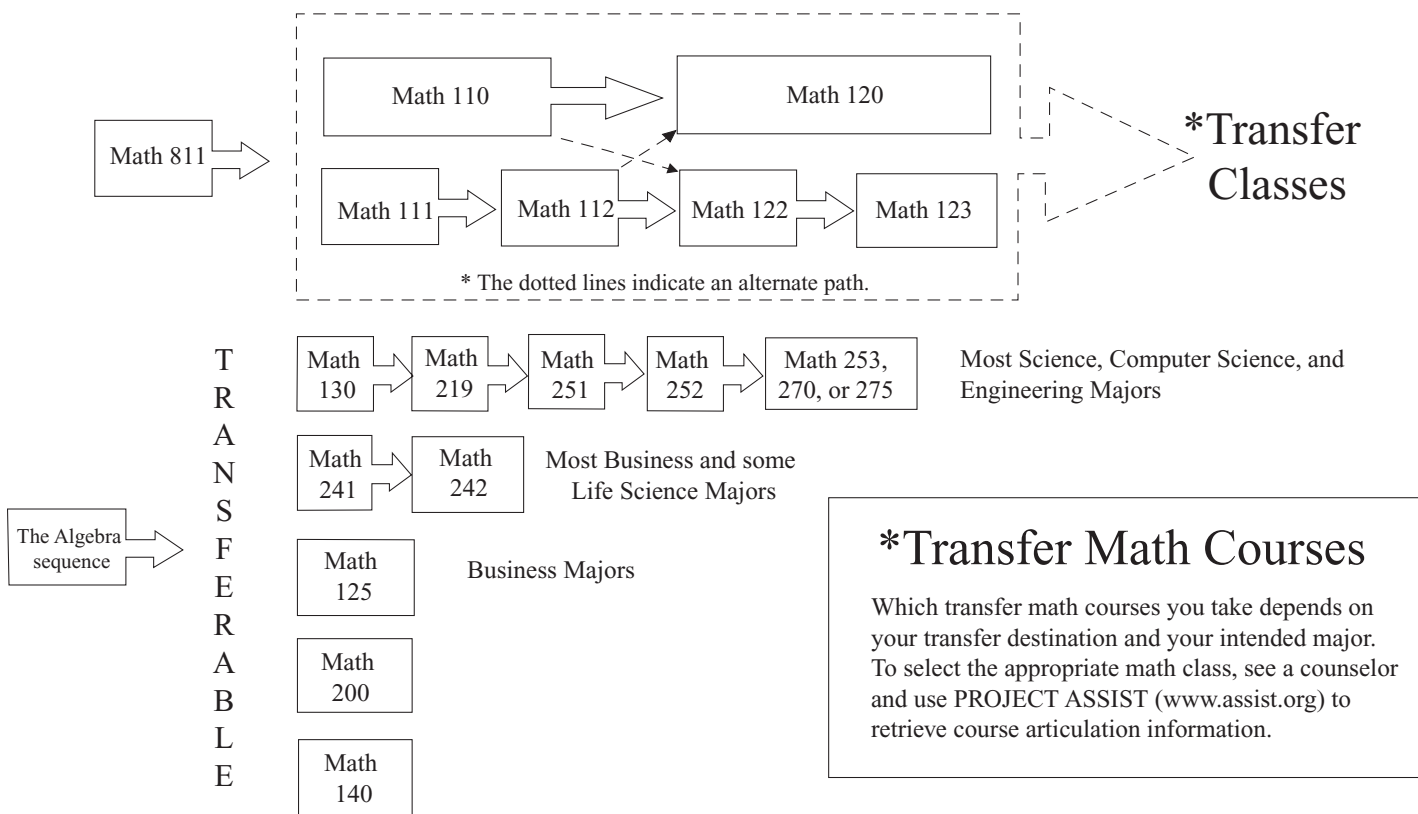 Math 811
Math 110
Math 120
Math 111
Math 112
Math 122
Math 123
* The dotted lines indicate an alternate path.
*Transfer
Classes
The Algebra
sequence
T
R
A
N
S
F
E
R
A
B
L
E
Math
130
Math
219
Math
251
Math
252
Math 253,
270, or 275
Most Science, Computer Science, and
Engineering Majors
Math
241
Math
242
Most Business and some
Life Science Majors
Math
125
Business Majors
Math
200
Math
140
*Transfer Math Courses
Which transfer math courses you take depends on
your transfer destination and your intended major.
To select the appropriate math class, see a counselor
and use PROJECT ASSIST (www.assist.org) to
retrieve course articulation information.